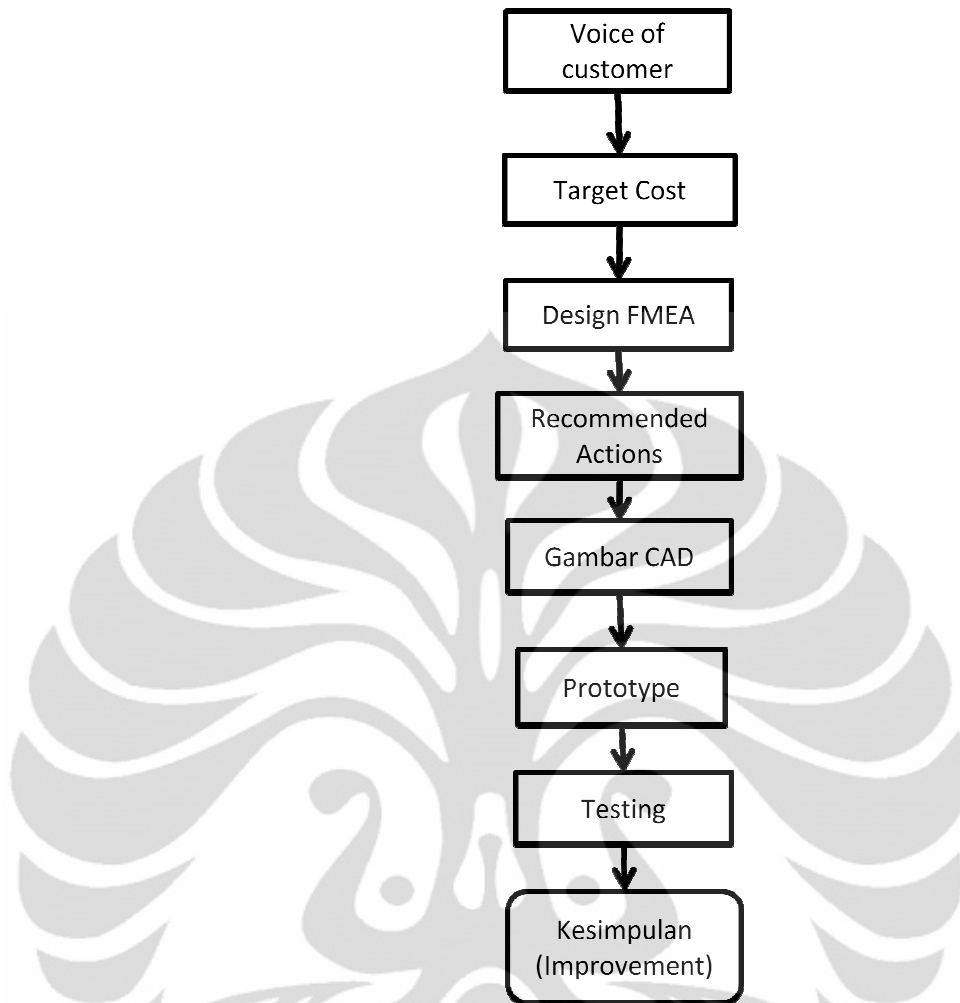 Voice of
customer
Target Cost
Design FMEA
Recommended
Actions
Gambar CAD
Prototype
Testing
Kesimpulan
(Improvement)